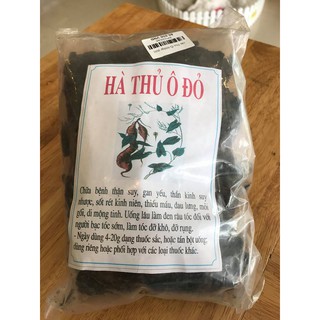 HÀ THỦ Ô ĐỎ
Chữa bệnh thận suy, gan yếu, thần kinh suy
nhược, sốt rét kinh niên, thiếu máu, đau lưng, mỏi
gối, di mộng tinh. Uống lâu làm đen râu tóc đối với
người bạc tóc sớm, làm tóc đỡ khô, đỡ rụng.
- Ngày dùng 4-20g dạng thuốc sắc, hoặc tán bột uống;
dùng riêng hoặc phối hợp với các loại thuốc khác.